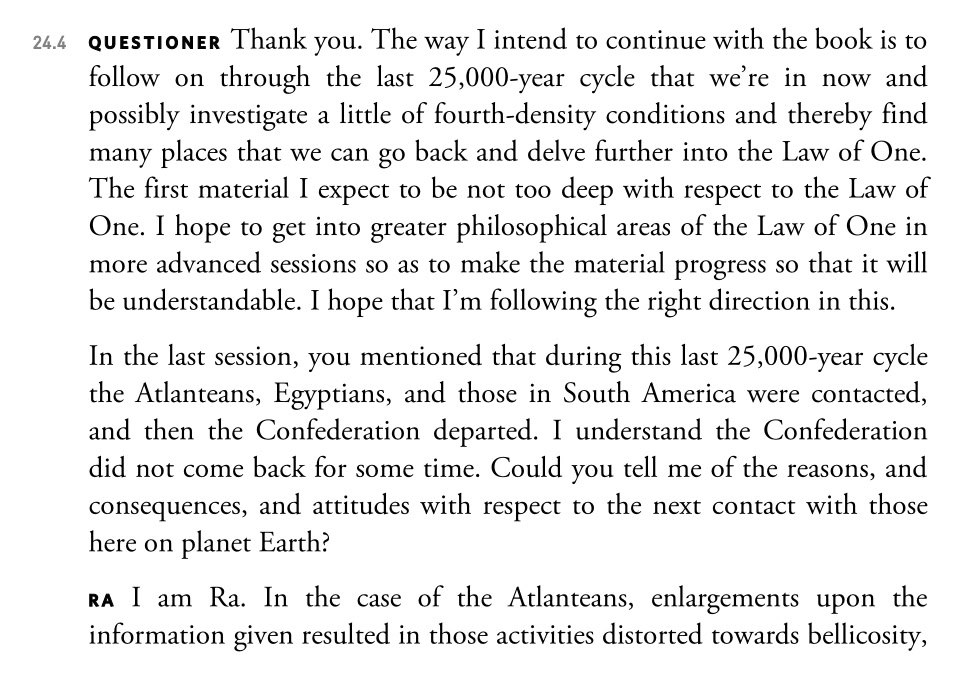 24.4 QUESTIONER Thank you. The way I intend to continue with the book is to
follow on through the last 25,000-year cycle that we're in now and
possibly investigate a little of fourth-density conditions and thereby find
many places that we can go back and delve further into the Law of One.
The first material I expect to be not too deep with respect to the Law of
One. I hope to get into greater philosophical areas of the Law of One in
more advanced sessions so as to make the material progress so that it will
be understandable. I hope that I'm following the right direction in this.
In the last session, you mentioned that during this last 25,000-year cycle
the Atlanteans, Egyptians, and those in South America were contacted,
and then the Confederation departed. I understand the Confederation
did not come back for some time. Could you tell me of the reasons, and
consequences, and attitudes with respect to the next contact with those
here on planet Earth?
RA I am Ra. In the case of the Atlanteans, enlargements upon the
information given resulted in those activities distorted towards bellicosity,